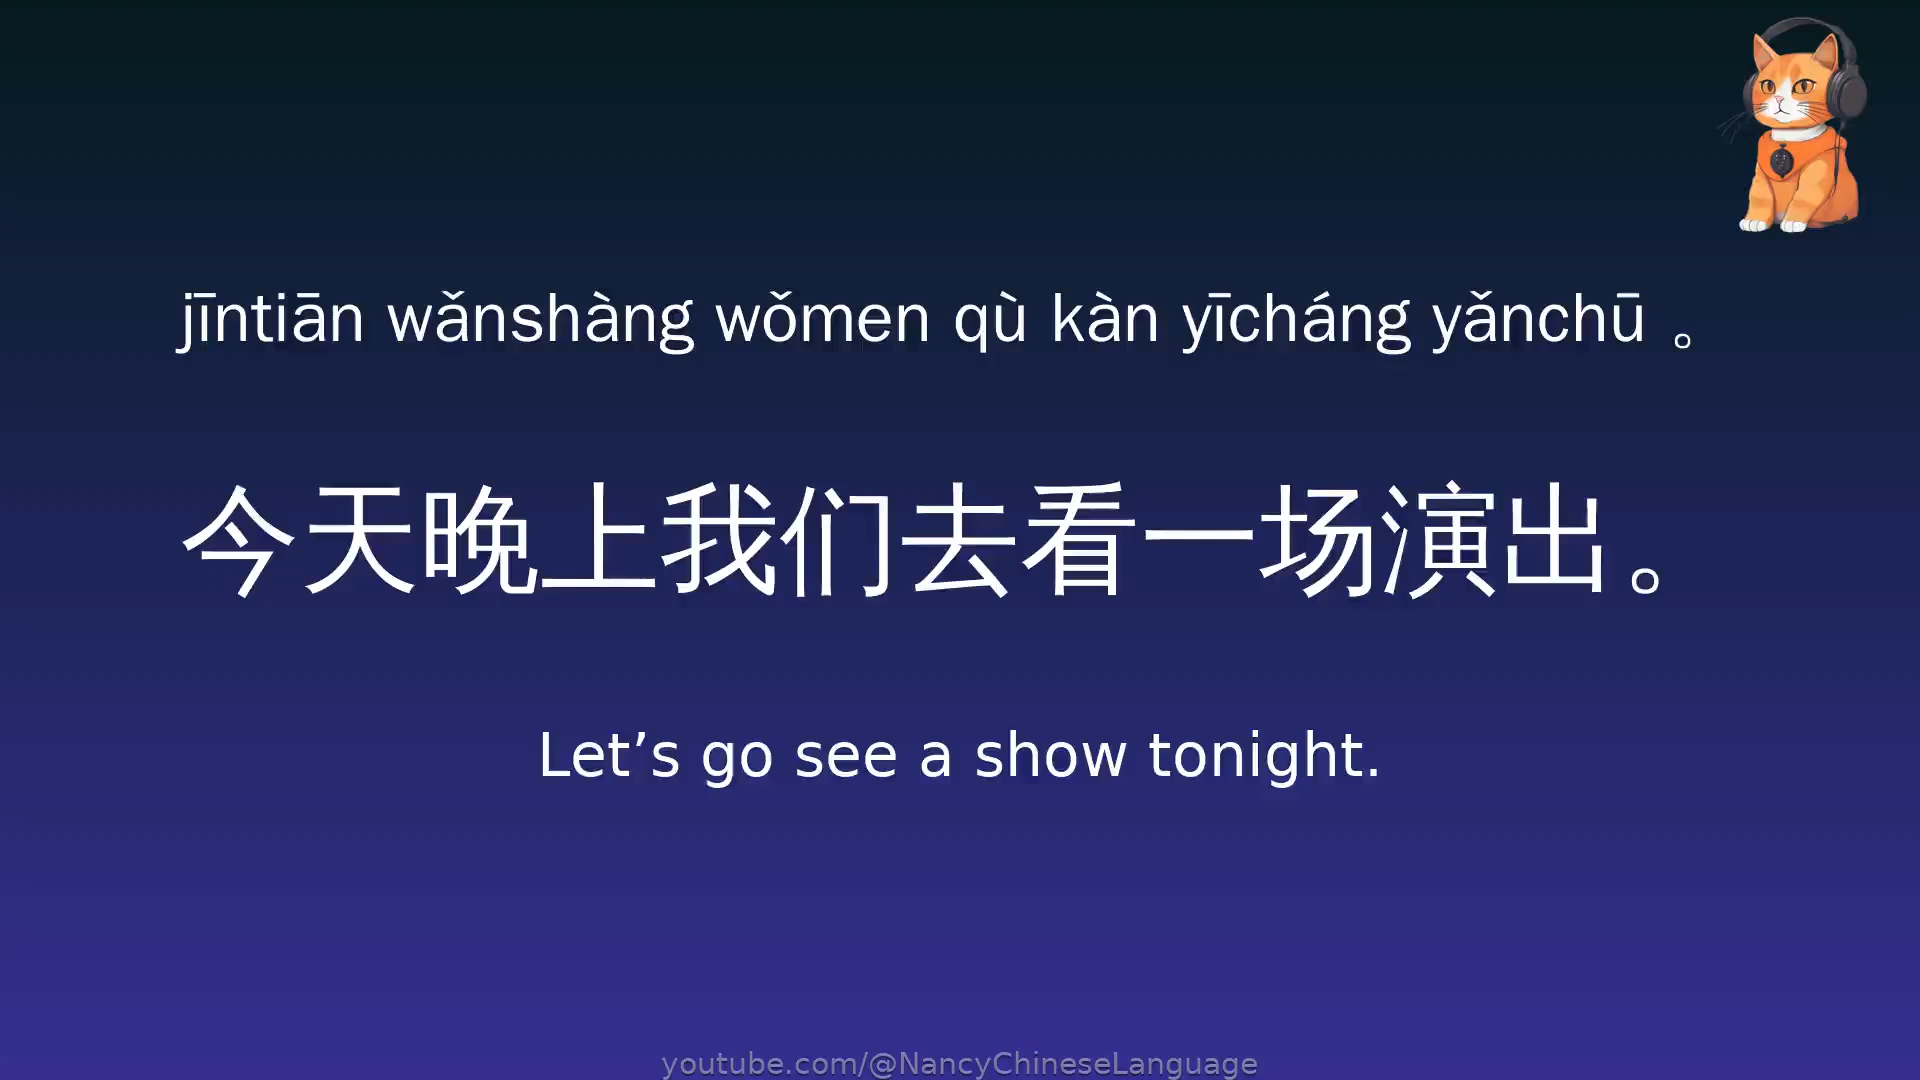 jīntiān wǎnshàng wǒmen qù kàn yīcháng yǎnchū 。
今天晚上我们去看一场演出。
Let’s go see a show tonight.
youtube.com/@NancyChineseLanguage